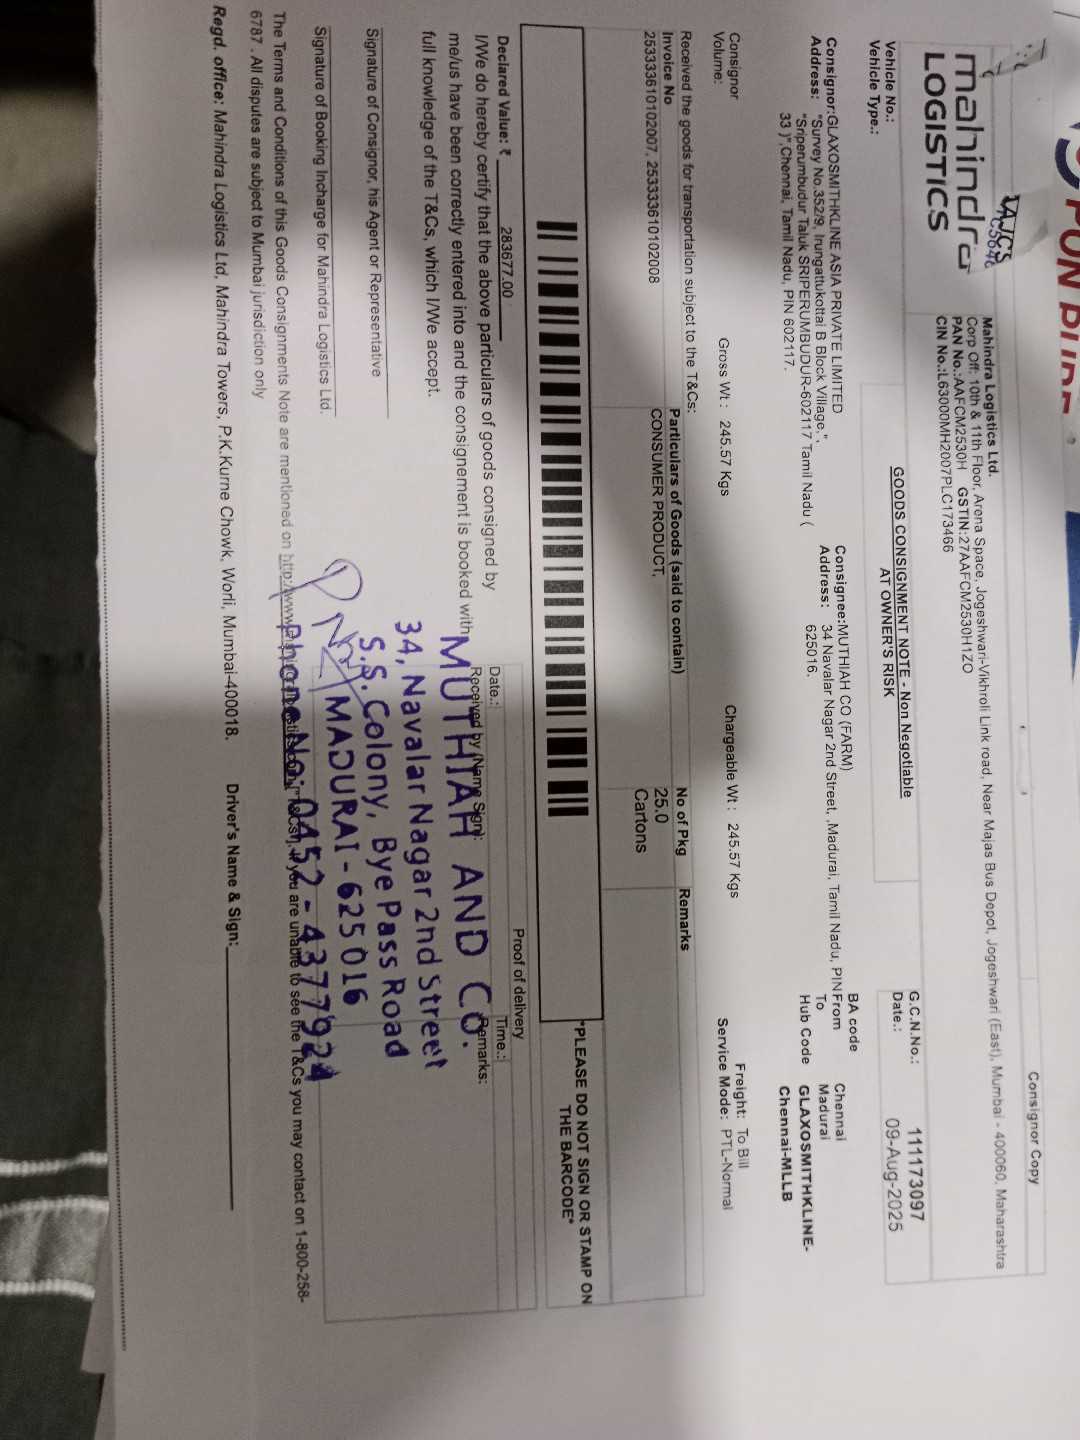 PUN PURE
Consignor Copy
mahindra
LOGISTICS
Mahindra Logistics Ltd.
Corp Off: 10th & 11th Floor, Arena Space, Jogeshwari-Vikhroli Link road, Near Majas Bus Depot, Jogeshwari (East), Mumbai - 400060, Maharashtra
PAN No.:AAFCM2530H GSTIN:27AAFCM2530H1ZO
CIN No.:L63000MH2007PLC173466
Vehicle No.:
Vehicle Type.:
GOODS CONSIGNMENT NOTE - Non Negotiable
AT OWNER'S RISK
G.C.N.No.: 111173097
Date.: 09-Aug-2025
Consignor:GLAXOSMITHKLINE ASIA PRIVATE LIMITED
Address: "Survey No.352/9, Irungattukottai B Block Village,",
"Sriperumbudur Taluk SRIPERUMBUDUR-602117 Tamil Nadu (
33 )",Chennai, Tamil Nadu, PIN 602117.
Consignee:MUTHIAH CO (FARM)
Address: 34 Navalar Nagar 2nd Street, ,Madurai, Tamil Nadu, PIN
625016.
BA code
From Chennai
To Madurai
Hub Code GLAXOSMITHKLINE-
Chennai-MLLB
Consignor
Volume:
Gross Wt : 245.57 Kgs
Chargeable Wt : 245.57 Kgs
Freight: To Bill
Service Mode: PTL-Normal
Received the goods for transportation subject to the T&Cs:
Invoice No Particulars of Goods (said to contain) No of Pkg Remarks
253333610102007, 253333610102008 CONSUMER PRODUCT, 25.0
Cartons
"PLEASE DO NOT SIGN OR STAMP ON
THE BARCODE"
Declared Value: ₹ 283677.00
I/We do hereby certify that the above particulars of goods consigned by
me/us have been correctly entered into and the consignement is booked with
full knowledge of the T&Cs, which I/We accept.
Proof of delivery
Date.: Time.:
Received by (Name Sign): Remarks:
MUTHIAH AND CO.
34, Navalar Nagar 2nd Street
S.S. Colony, Bye Pass Road
MADURAI - 625 016
Phone No: 0452 - 4377924
Signature of Consignor, his Agent or Representative
Signature of Booking Incharge for Mahindra Logistics Ltd.
The Terms and Conditions of this Goods Consignments Note are mentioned on you are unable to see the T&Cs you may contact on 1-800-258-
6787 . All disputes are subject to Mumbai jurisdiction only
Regd. office: Mahindra Logistics Ltd, Mahindra Towers, P.K.Kurne Chowk, Worli, Mumbai-400018. Driver's Name & Sign: